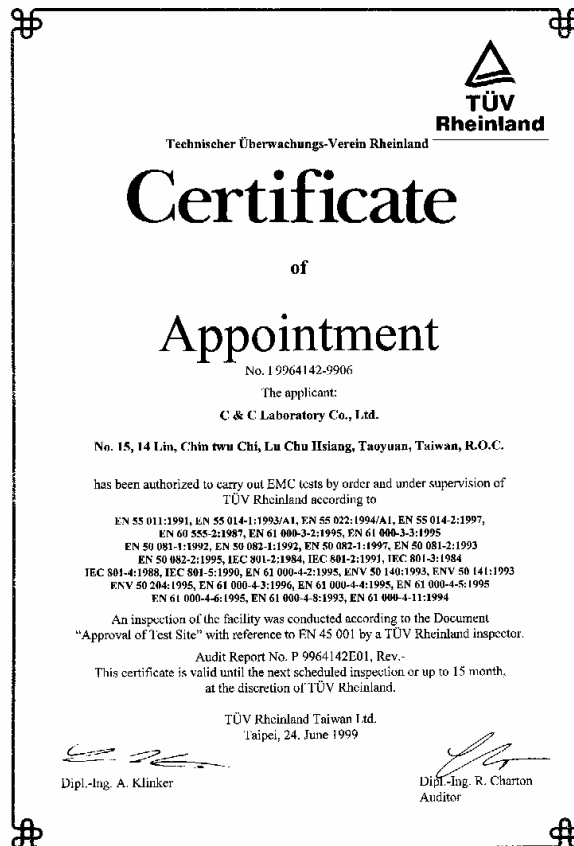 TÜV
Rheinland
Technischer Überwachungs-Verein Rheinland
Certificate
of
Appointment
No. I 9964142-9906
The applicant:
C & C Laboratory Co., Ltd.
No. 15, 14 Lin, Chin twu Chi, Lu Chu Hsiang, Taoyuan, Taiwan, R.O.C.
has been authorized to carry out EMC tests by order and under supervision of
TÜV Rheinland according to
EN 55 011:1991, EN 55 014-1:1993/A1, EN 55 022:1994/A1, EN 55 014-2:1997,
EN 60 555-2:1987, EN 61 000-3-2:1995, EN 61 000-3-3:1995
EN 50 081-1:1992, EN 50 082-1:1992, EN 50 082-1:1997, EN 50 081-2:1993
EN 50 082-2:1995, IEC 801-2:1984, IEC 801-2:1991, IEC 801-3:1984
IEC 801-4:1988, IEC 801-5:1990, EN 61 000-4-2:1995, ENV 50 140:1993, ENV 50 141:1993
ENV 50 204:1995, EN 61 000-4-3:1996, EN 61 000-4-4:1995, EN 61 000-4-5:1995
EN 61 000-4-6:1995, EN 61 000-4-8:1993, EN 61 000-4-11:1994
An inspection of the facility was conducted according to the Document
"Approval of Test Site" with reference to EN 45 001 by a TÜV Rheinland inspector.
Audit Report No. P 9964142E01, Rev.-
This certificate is valid until the next scheduled inspection or up to 15 month,
at the discretion of TÜV Rheinland.
TÜV Rheinland Taiwan Ltd.
Taipei, 24. June 1999
Dipl.-Ing. A. Klinker
Dipl.-Ing. R. Charton
Auditor